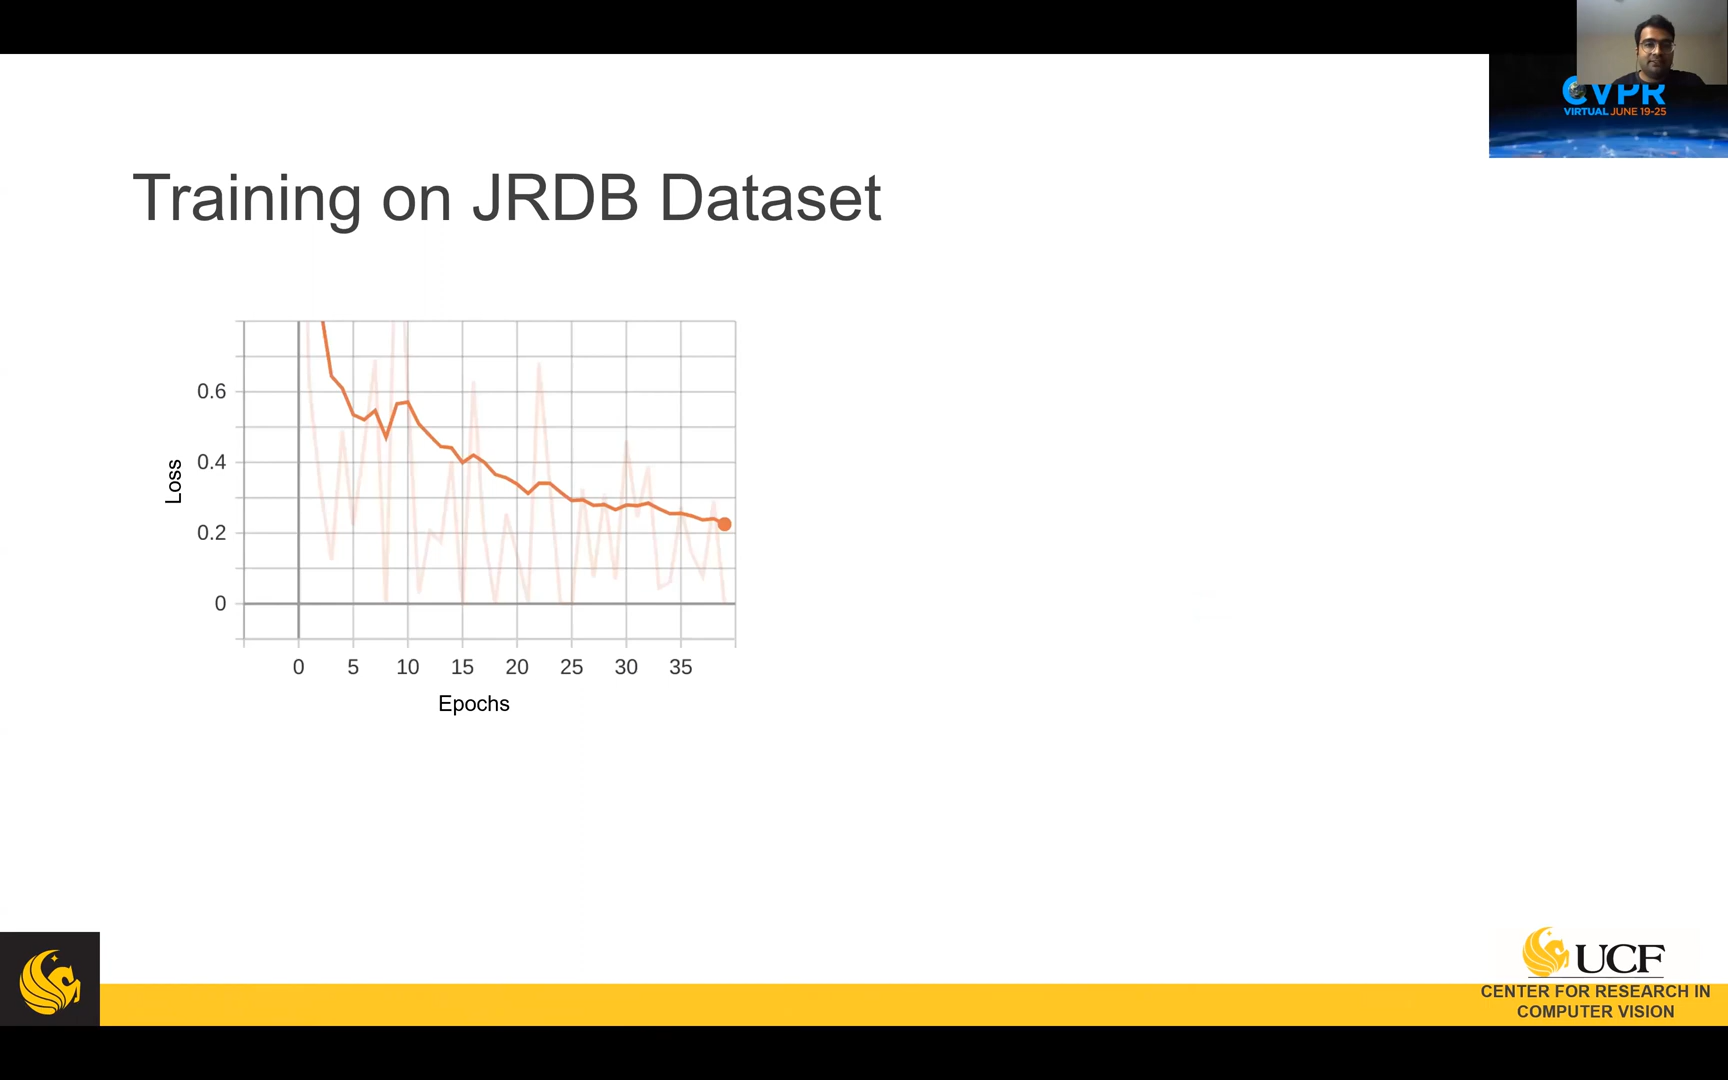 CVPR
VIRTUAL JUNE 19-25
Training on JRDB Dataset
0.6
0.4
0.2
0
Loss
0 5 10 15 20 25 30 35
Epochs
UCF
CENTER FOR RESEARCH IN
COMPUTER VISION